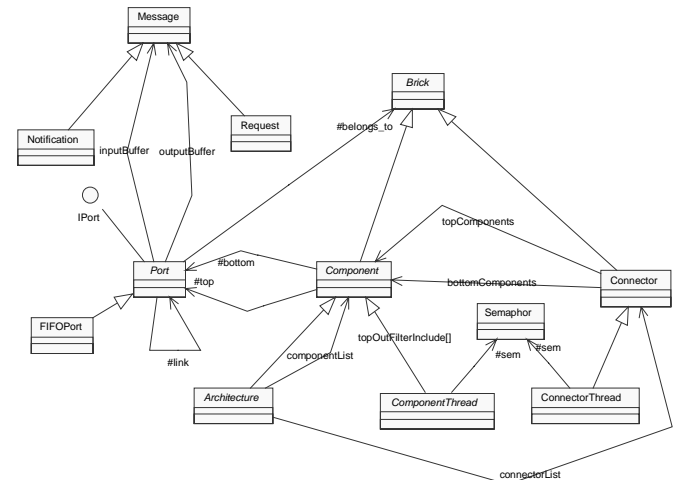 Message
Brick
#belongs_to
Request
Notification
inputBuffer
outputBuffer
IPort
topComponents
#bottom
Port
Component
#top
bottomComponents
Connector
Semaphor
FIFOPort
topOutFilterInclude[]
#sem
componentList
#sem
#link
Architecture
ComponentThread
ConnectorThread
connectorList